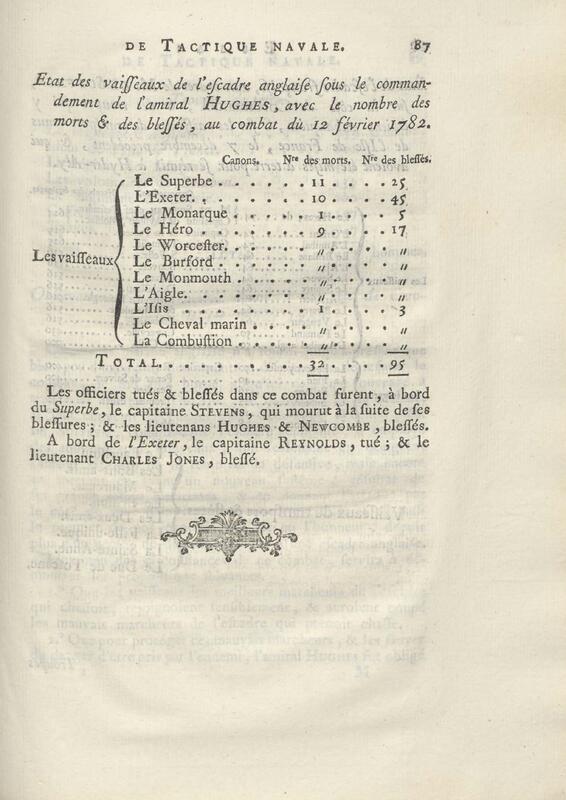 DE TACTIQUE NAVALE. 87
Etat des vaiſſeaux de l'eſcadre anglaiſe ſous le comman-
dement de l'amiral HUGHES, avec le nombre des
morts & des bleſſés, au combat du 12 février 1782.
Canons. Nre des morts. Nre des bleſſés.
Les vaiſſeaux
Le Superbe . . . . . . . 11 . . . . 25
L'Exeter. . . . . . . . 10 . . . . 45
Le Monarque . . . . . . 1 . . . . 5
Le Héro . . . . . . . . 9 . . . . 17
Le Worceſter. . . . . . . „ . . . . „
Le Burford . . . . . . . „ . . . . „
Le Monmouth . . . . . . „ . . . . „
L'Aigle. . . . . . . . . „ . . . . „
L'Iſis . . . . . . . . 1 . . . . 3
Le Cheval marin . . . . . „ . . . . „
La Combuſtion . . . . . . „ . . . . „
TOTAL. . . . . . . . . 32 . . . 95
Les officiers tués & bleſſés dans ce combat furent, à bord
du Superbe, le capitaine STEVENS, qui mourut à la ſuite de ſes
bleſſures ; & les lieutenans HUGHES & NEWCOMBE, bleſſés.
A bord de l'Exeter, le capitaine REYNOLDS, tué ; & le
lieutenant CHARLES JONES, bleſſé.